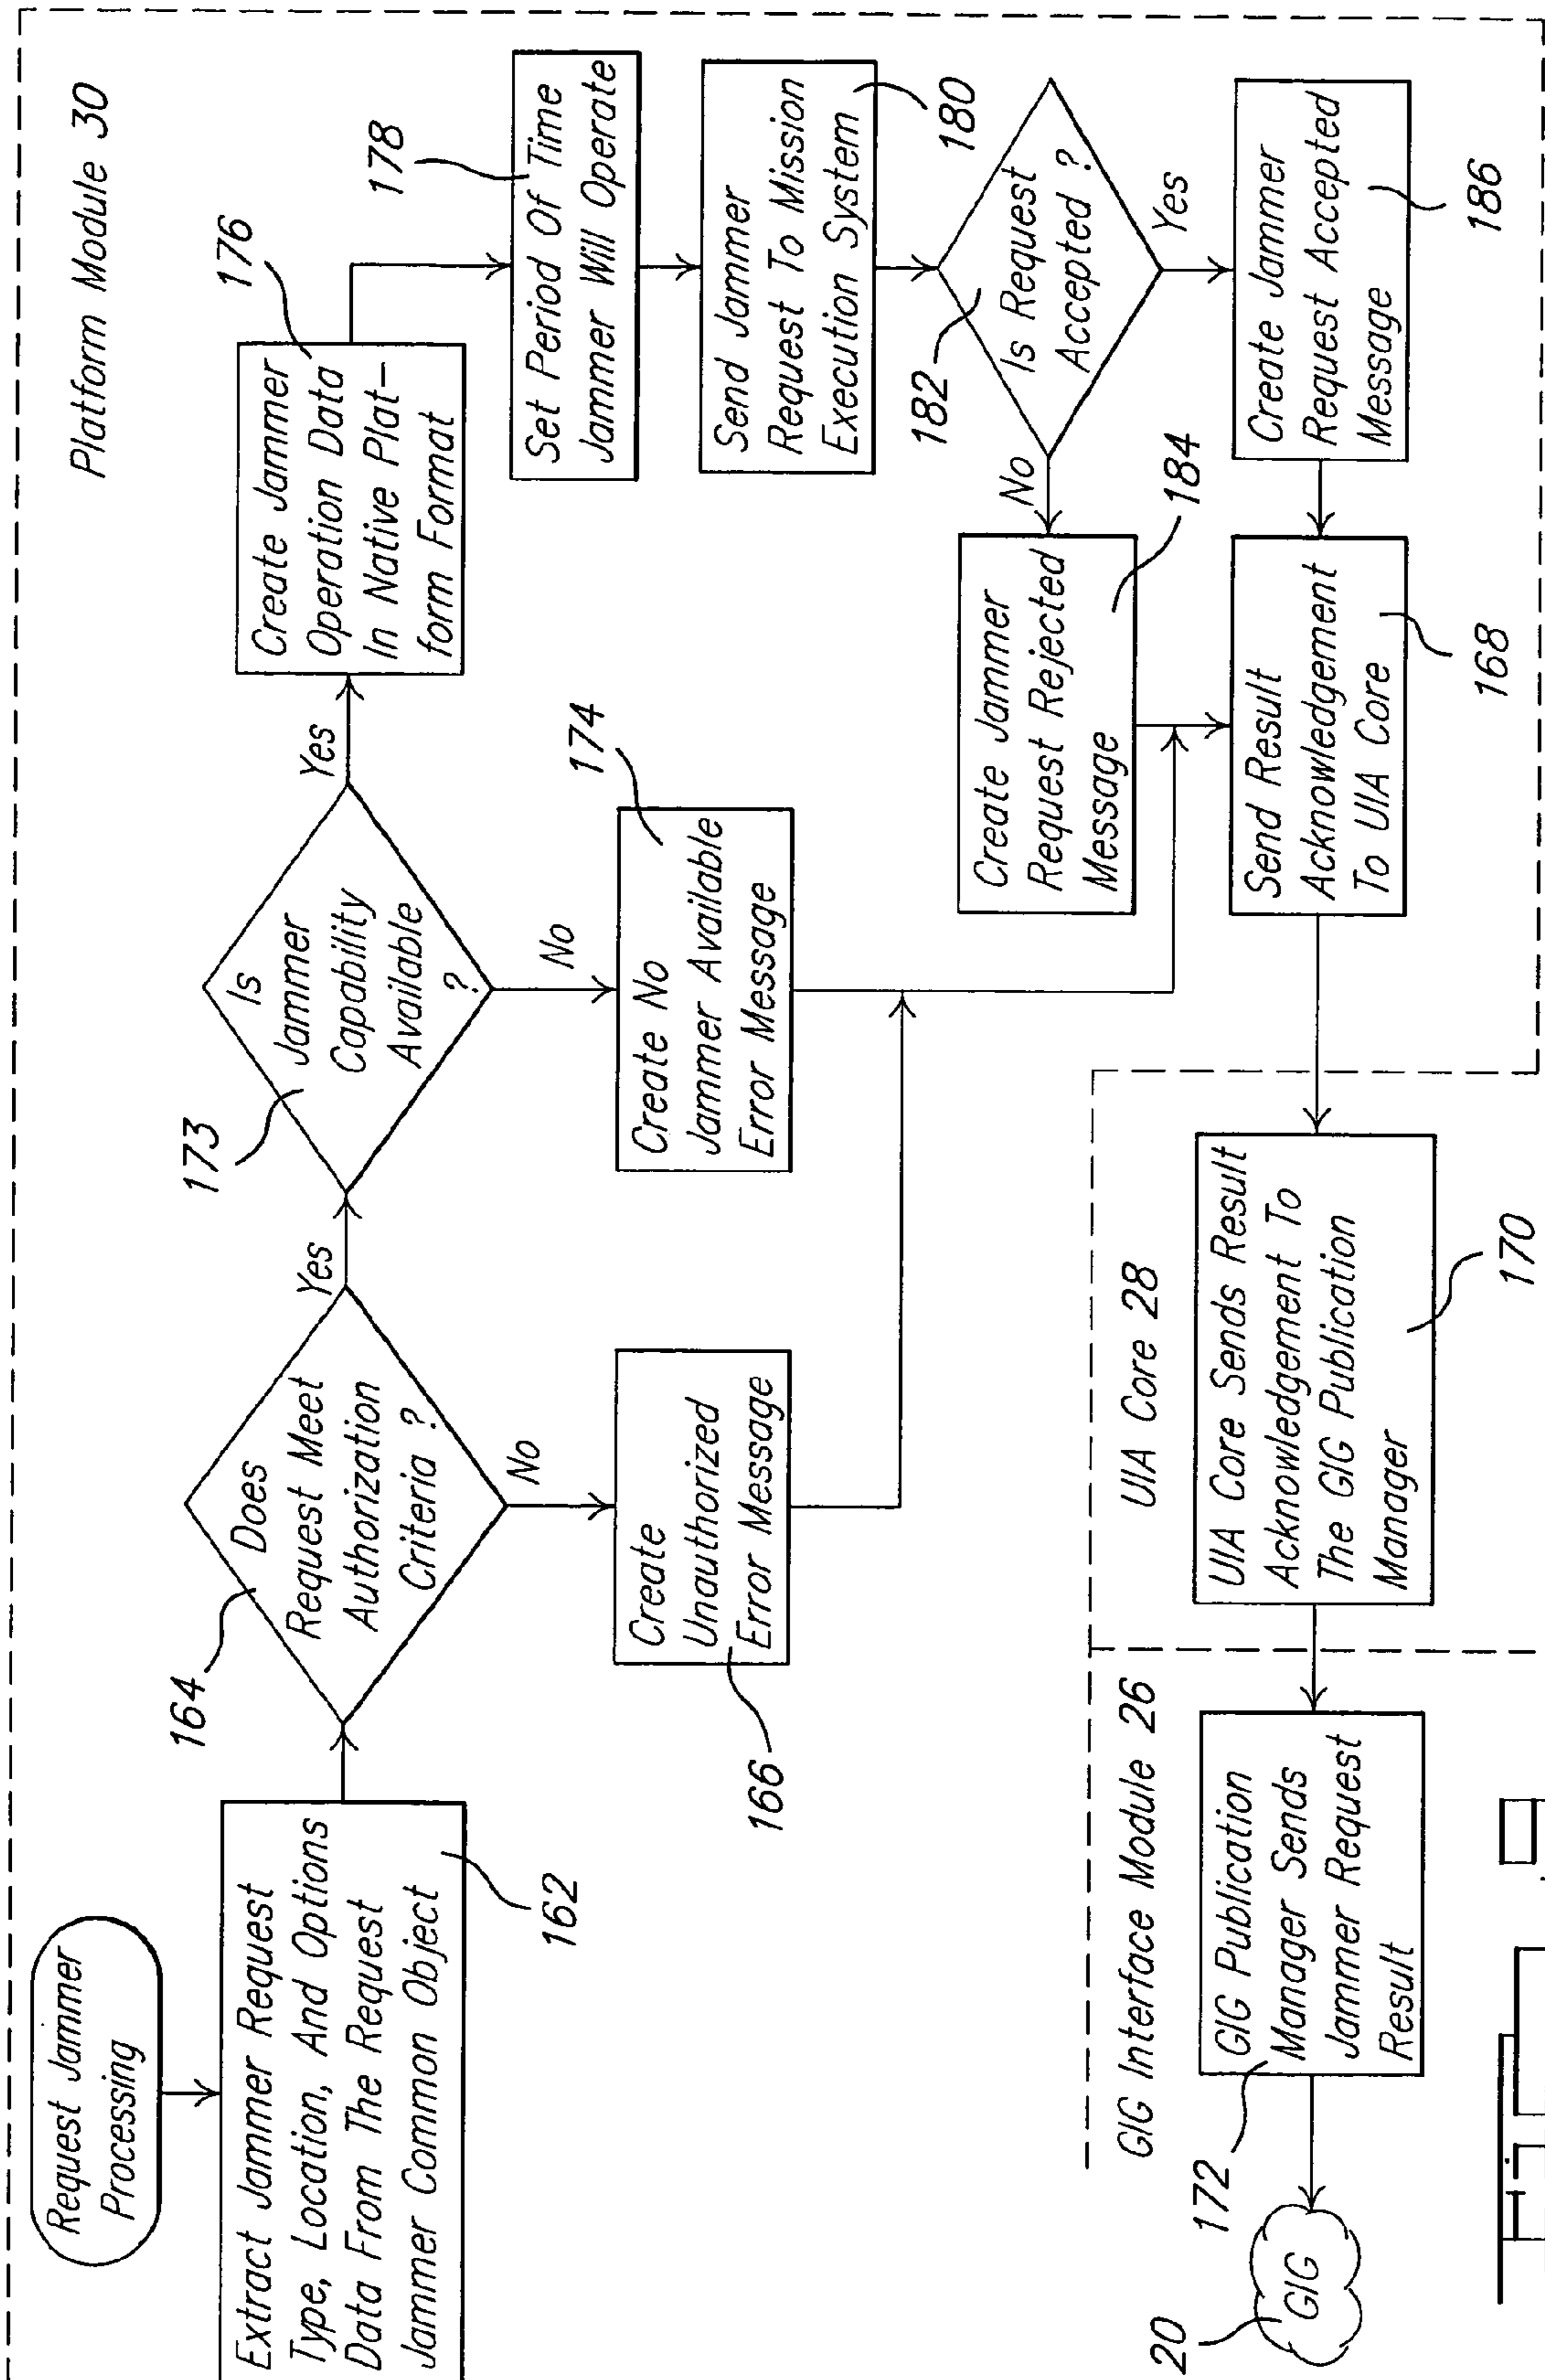 Platform Module 30
Request Jammer
Processing
Extract Jammer Request
Type, Location, And Options
Data From The Request
Jammer Common Object
162
164
Does
Request Meet
Authorization
Criteria ?
Yes
No
Create
Unauthorized
Error Message
166
173
Is
Jammer
Capability
Available
?
Yes
No
Create No
Jammer Available
Error Message
174
176
Create Jammer
Operation Data
In Native Plat-
form Format
178
Set Period Of Time
Jammer Will Operate
Send Jammer
Request To Mission
Execution System
180
182
Is Request
Accepted ?
No
Yes
Create Jammer
Request Rejected
Message
184
Create Jammer
Request Accepted
Message
186
Send Result
Acknowledgement
To UIA Core
168
UIA Core 28
UIA Core Sends Result
Acknowledgement To
The GIG Publication
Manager
170
GIG Interface Module 26
GIG Publication
Manager Sends
Jammer Request
Result
172
GIG
20